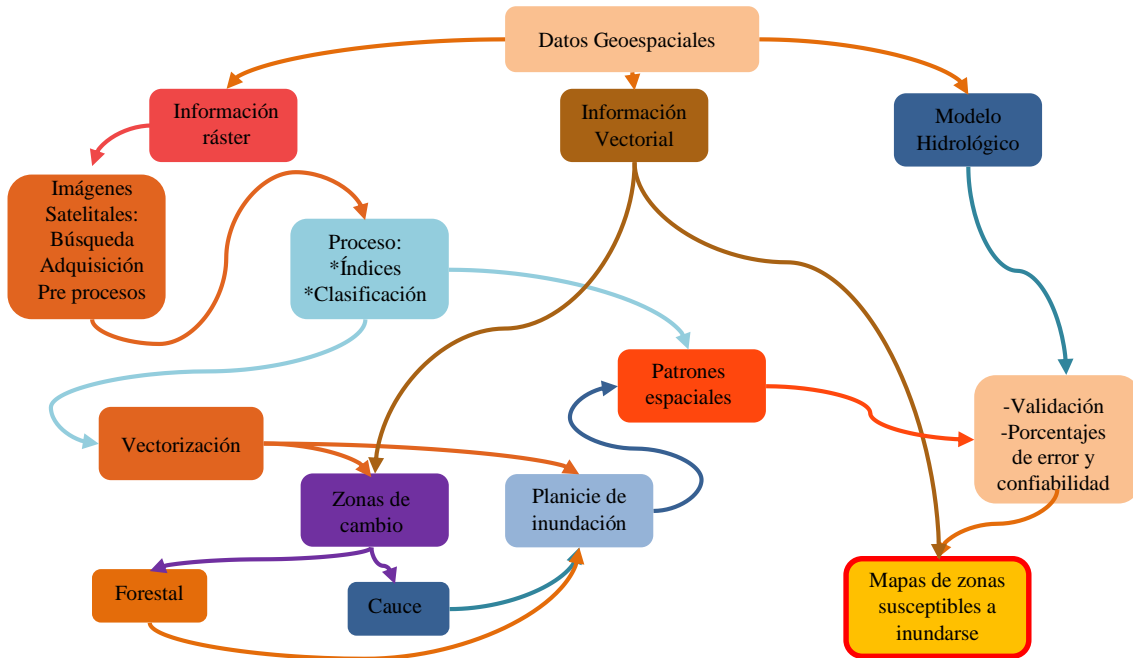 Datos Geoespaciales
Información
ráster
Información
Vectorial
Modelo
Hidrológico
Imágenes
Satelitales:
Búsqueda
Adquisición
Pre procesos
Proceso:
*Índices
*Clasificación
Patrones
espaciales
-Validación
-Porcentajes
de error y
confiabilidad
Vectorización
Zonas de
cambio
Planicie de
inundación
Forestal
Cauce
Mapas de zonas
susceptibles a
inundarse